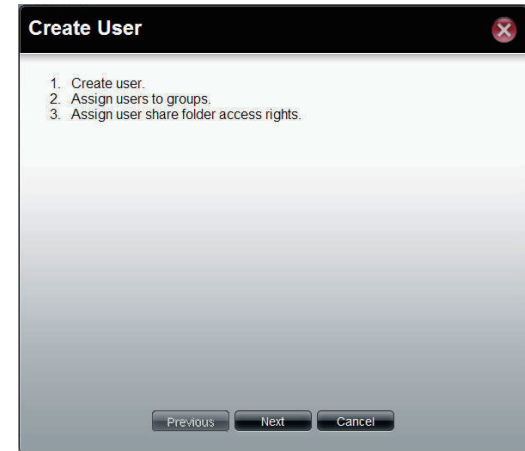 Create User
1. Create user.
2. Assign users to groups.
3. Assign user share folder access rights.
Previous Next Cancel